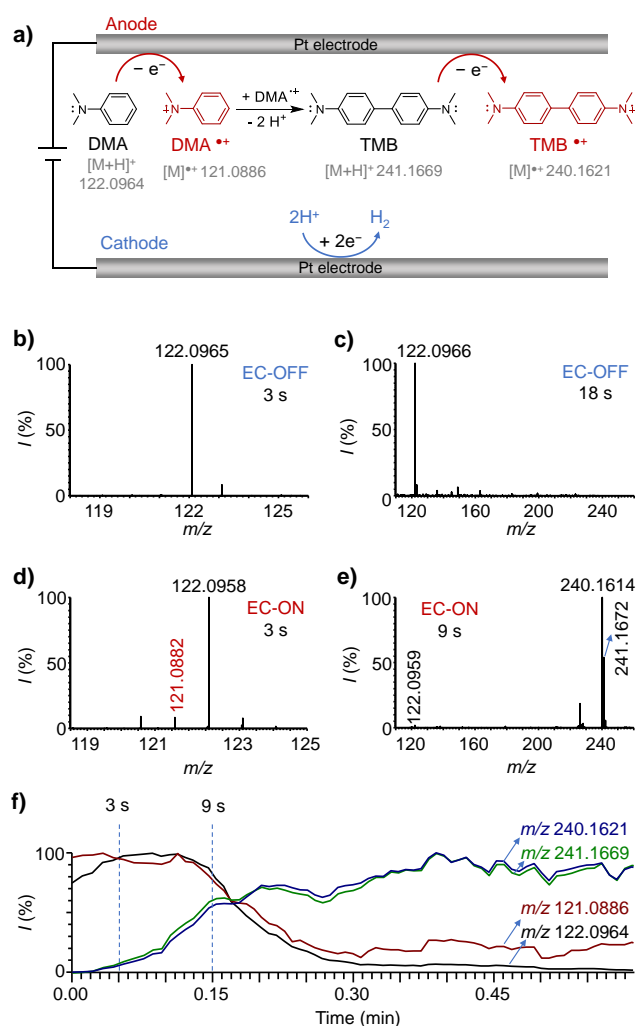 a)
Anode
Pt electrode
− e⁻
− e⁻
N
N
+ DMA•+
- 2 H⁺
N
N
N
N
DMA
DMA •+
TMB
TMB •+
[M+H]⁺
122.0964
[M]•+ 121.0886
[M+H]⁺ 241.1669
[M]•+ 240.1621
2H⁺
H₂
+ 2e⁻
Cathode
Pt electrode
b)
122.0965
EC-OFF
3 s
I (%)
100
50
0
119
122
125
m/z
c)
122.0966
EC-OFF
18 s
I (%)
100
50
0
120
160
200
240
m/z
d)
122.0958
EC-ON
3 s
121.0882
I (%)
100
50
0
119
121
123
125
m/z
e)
240.1614
EC-ON
9 s
241.1672
122.0959
I (%)
100
50
0
120
160
200
240
m/z
f)
3 s
9 s
m/z 240.1621
m/z 241.1669
m/z 121.0886
m/z 122.0964
I (%)
100
50
0
0.00
0.15
0.30
0.45
Time (min)